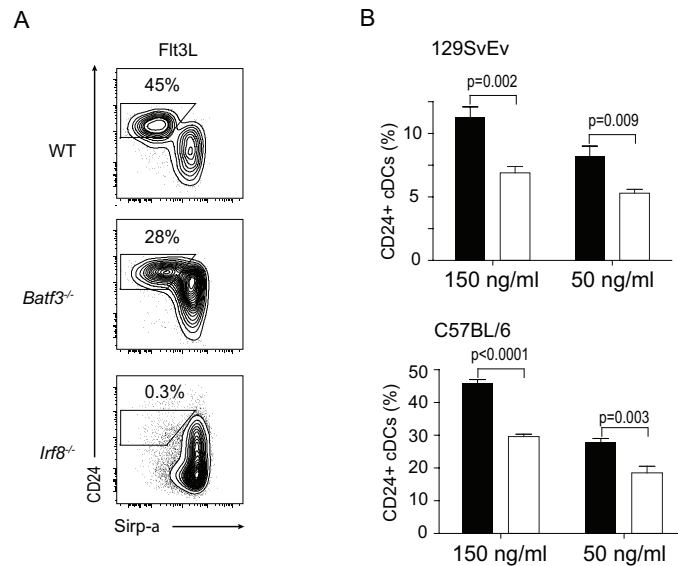 A
Flt3L
45%
WT
28%
Batf3-/-
0.3%
Irf8-/-
CD24
Sirp-a
B
129SvEv
p=0.002
p=0.009
10
5
0
CD24+ cDCs (%)
150 ng/ml
50 ng/ml
C57BL/6
p<0.0001
p=0.003
50
40
30
20
10
0
CD24+ cDCs (%)
150 ng/ml
50 ng/ml